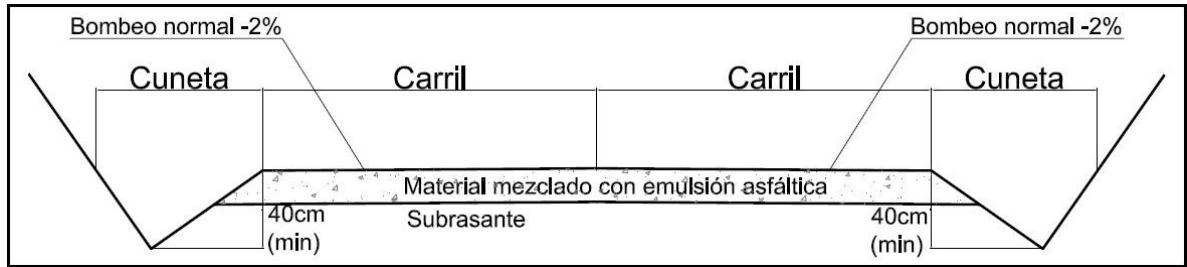 Bombeo normal -2%
Bombeo normal -2%
Cuneta
Carril
Carril
Cuneta
Material mezclado con emulsión asfáltica
40cm
(min)
Subrasante
40cm
(min)